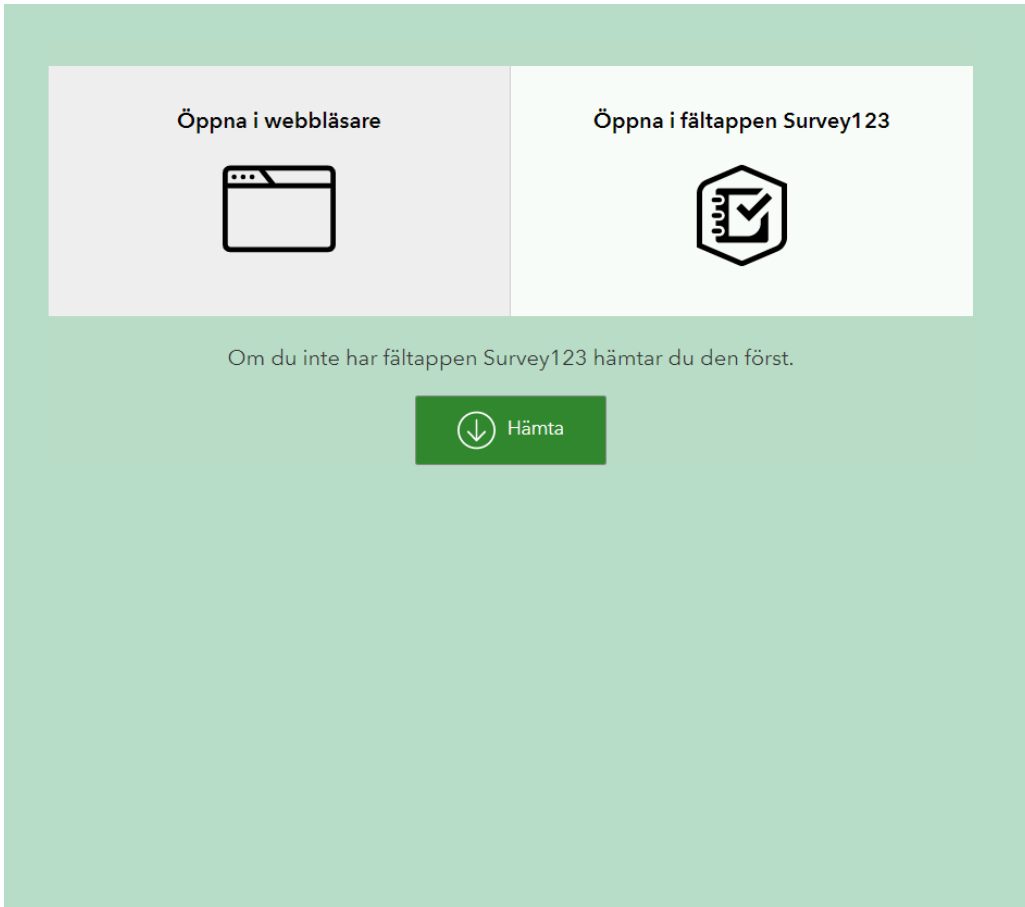 Öppna i webbläsare
Öppna i fältappen Survey123
Om du inte har fältappen Survey123 hämtar du den först.
Hämta